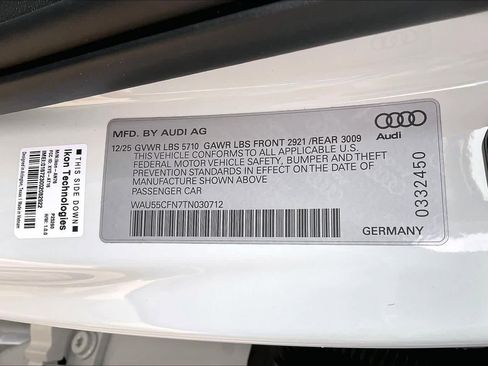 MFD. BY AUDI AG
12/25 GVWR LBS 5710 GAWR LBS FRONT 2921 /REAR 3009
THIS VEHICLE CONFORMS TO ALL APPLICABLE
FEDERAL MOTOR VEHICLE SAFETY, BUMPER AND THEFT
PREVENTION STANDARDS IN EFFECT ON THE DATE OF
MANUFACTURE SHOWN ABOVE.
PASSENGER CAR
WAU55CFN7TN030712
Audi
0332450
GERMANY
THIS SIDE DOWN
Ikon
Technologies